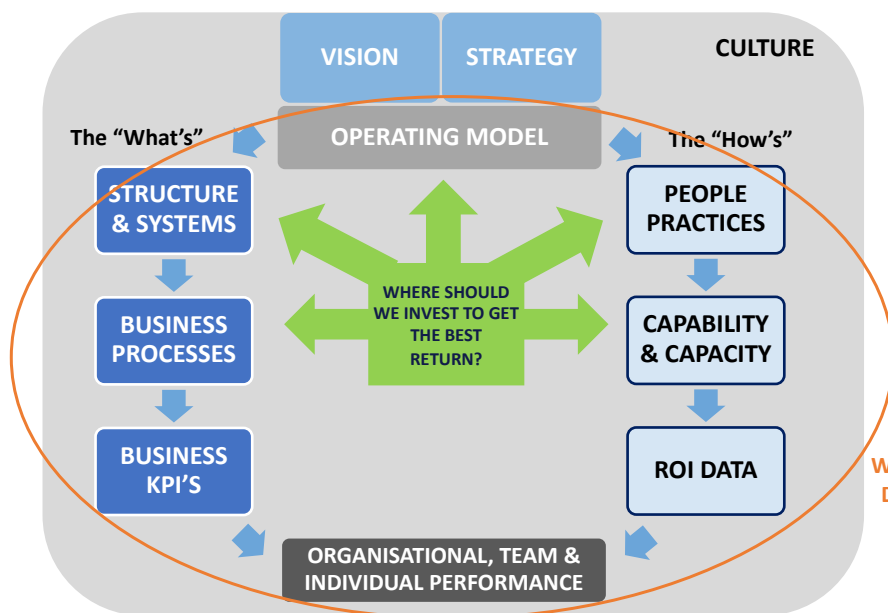 VISION
STRATEGY
CULTURE
The “What's”
OPERATING MODEL
The “How's”
STRUCTURE
& SYSTEMS
PEOPLE
PRACTICES
WHERE SHOULD
WE INVEST TO GET
THE BEST
RETURN?
BUSINESS
PROCESSES
CAPABILITY
& CAPACITY
BUSINESS
KPI'S
ROI DATA
W
D
ORGANISATIONAL, TEAM &
INDIVIDUAL PERFORMANCE